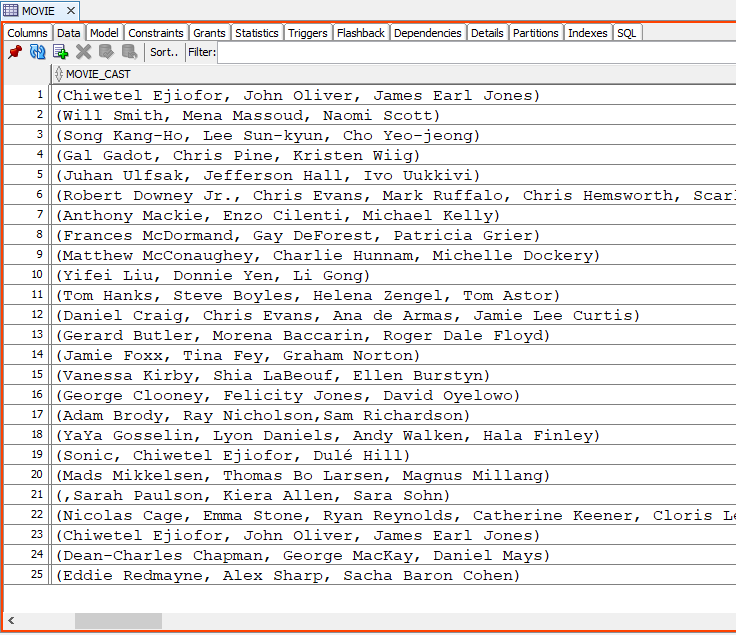 MOVIE
Columns Data Model Constraints Grants Statistics Triggers Flashback Dependencies Details Partitions Indexes SQL
Sort.. Filter:
MOVIE_CAST
1 (Chiwetel Ejiofor, John Oliver, James Earl Jones)
2 (Will Smith, Mena Massoud, Naomi Scott)
3 (Song Kang-Ho, Lee Sun-kyun, Cho Yeo-jeong)
4 (Gal Gadot, Chris Pine, Kristen Wiig)
5 (Juhan Ulfsak, Jefferson Hall, Ivo Uukkivi)
6 (Robert Downey Jr., Chris Evans, Mark Ruffalo, Chris Hemsworth, Scarl
7 (Anthony Mackie, Enzo Cilenti, Michael Kelly)
8 (Frances McDormand, Gay DeForest, Patricia Grier)
9 (Matthew McConaughey, Charlie Hunnam, Michelle Dockery)
10 (Yifei Liu, Donnie Yen, Li Gong)
11 (Tom Hanks, Steve Boyles, Helena Zengel, Tom Astor)
12 (Daniel Craig, Chris Evans, Ana de Armas, Jamie Lee Curtis)
13 (Gerard Butler, Morena Baccarin, Roger Dale Floyd)
14 (Jamie Foxx, Tina Fey, Graham Norton)
15 (Vanessa Kirby, Shia LaBeouf, Ellen Burstyn)
16 (George Clooney, Felicity Jones, David Oyelowo)
17 (Adam Brody, Ray Nicholson,Sam Richardson)
18 (YaYa Gosselin, Lyon Daniels, Andy Walken, Hala Finley)
19 (Sonic, Chiwetel Ejiofor, Dulé Hill)
20 (Mads Mikkelsen, Thomas Bo Larsen, Magnus Millang)
21 (,Sarah Paulson, Kiera Allen, Sara Sohn)
22 (Nicolas Cage, Emma Stone, Ryan Reynolds, Catherine Keener, Cloris Le
23 (Chiwetel Ejiofor, John Oliver, James Earl Jones)
24 (Dean-Charles Chapman, George MacKay, Daniel Mays)
25 (Eddie Redmayne, Alex Sharp, Sacha Baron Cohen)